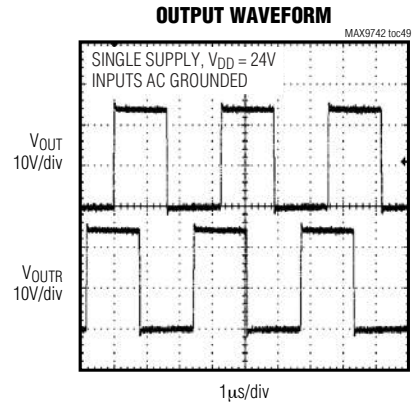 OUTPUT WAVEFORM
MAX9742 toc49
SINGLE SUPPLY, VDD = 24V
INPUTS AC GROUNDED
VOUT
10V/div
VOUTR
10V/div
1μs/div